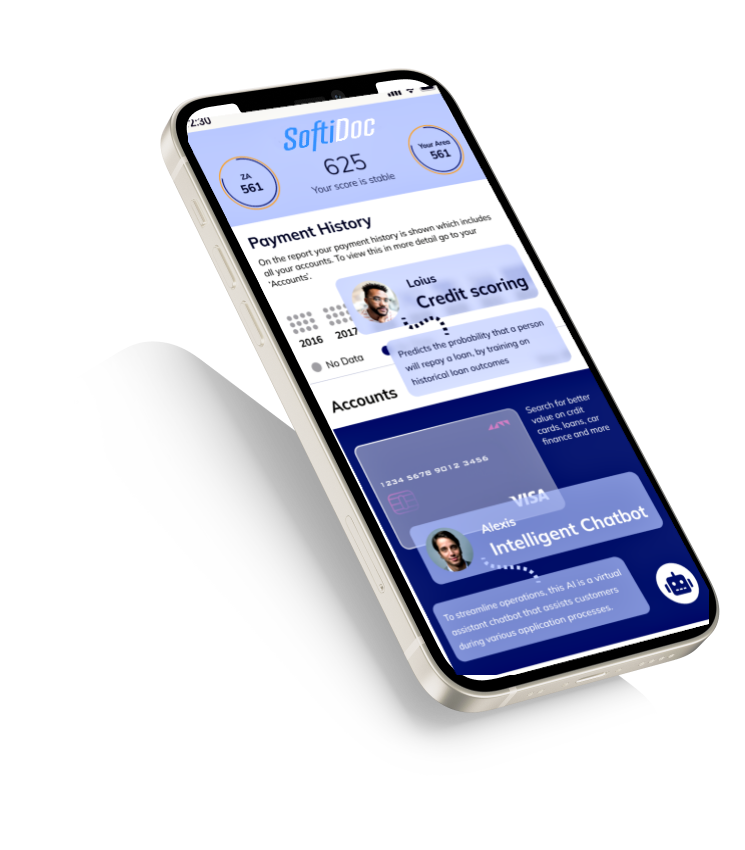 2:30
SoftiDoc
ZA
561
625
Your score is stable
Your Area
561
Payment History
On the report your payment history is shown which includes
all your accounts. To view this in more detail go to your
'Accounts'.
Loius
Credit scoring
2016
2017
No Data
Predicts the probability that a person
will repay a loan, by training on
historical loan outcomes
Accounts
Search for better
value on crdit
cards, loans, car
finance and more
1234 5678 9012 3456
VISA
Alexis
Intelligent Chatbot
To streamline operations, this AI is a virtual
assistant chatbot that assists customers
during various application processes.